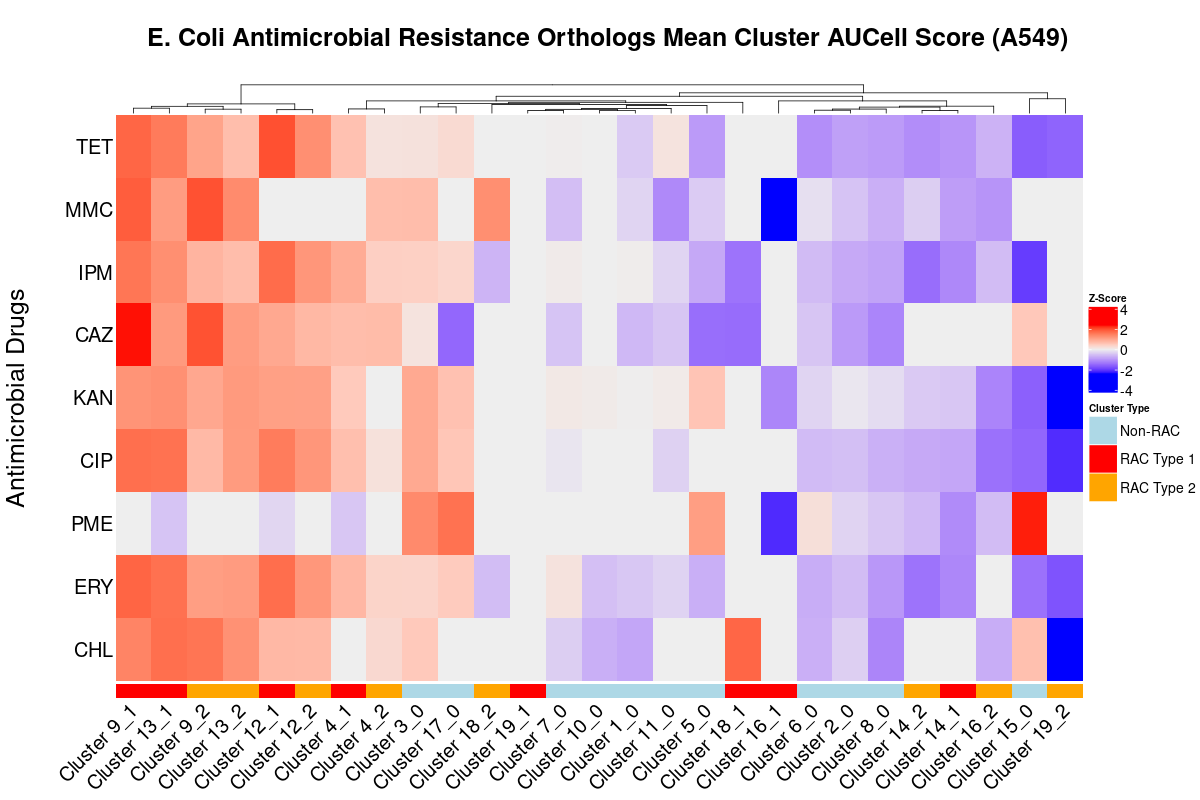 E. Coli Antimicrobial Resistance Orthologs Mean Cluster AUCell Score (A549)
Antimicrobial Drugs
TET
MMC
IPM
CAZ
KAN
CIP
PME
ERY
CHL
Cluster 9_1
Cluster 13_1
Cluster 9_2
Cluster 13_2
Cluster 12_1
Cluster 12_2
Cluster 4_1
Cluster 4_2
Cluster 3_0
Cluster 17_0
Cluster 18_2
Cluster 19_1
Cluster 7_0
Cluster 10_0
Cluster 1_0
Cluster 11_0
Cluster 5_0
Cluster 18_1
Cluster 16_1
Cluster 6_0
Cluster 2_0
Cluster 8_0
Cluster 14_2
Cluster 14_1
Cluster 16_2
Cluster 15_0
Cluster 19_2
Z-Score
4
2
0
-2
-4
Cluster Type
Non-RAC
RAC Type 1
RAC Type 2